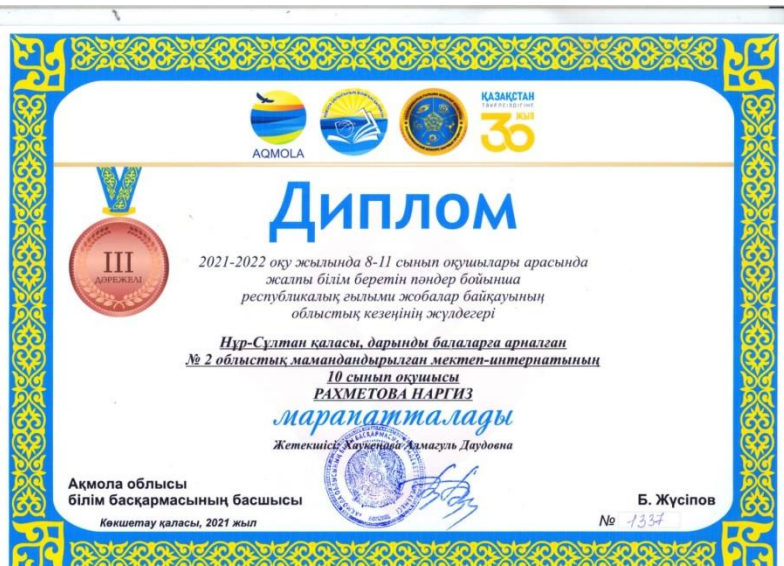 AQMOLA
ҚАЗАҚСТАН
ТӘУЕЛСІЗДІГІНЕ
30 ЖЫЛ
Диплом
III
ДӘРЕЖЕЛІ
2021-2022 оқу жылында 8-11 сынып оқушылары арасында
жалпы білім беретін пәндер бойынша
республикалық ғылыми жобалар байқауының
облыстық кезеңінің жүлдегері
Нұр-Сұлтан қаласы, дарынды балаларға арналған
№ 2 облыстық мамандандырылған мектеп-интернатының
10 сынып оқушысы
РАХМЕТОВА НАРГИЗ
марапатталады
Жетекшісі: Хаукенова Алмагуль Даудовна
Ақмола облысы
білім басқармасының басшысы
Б. Жүсіпов
Көкшетау қаласы, 2021 жыл
№ 1337